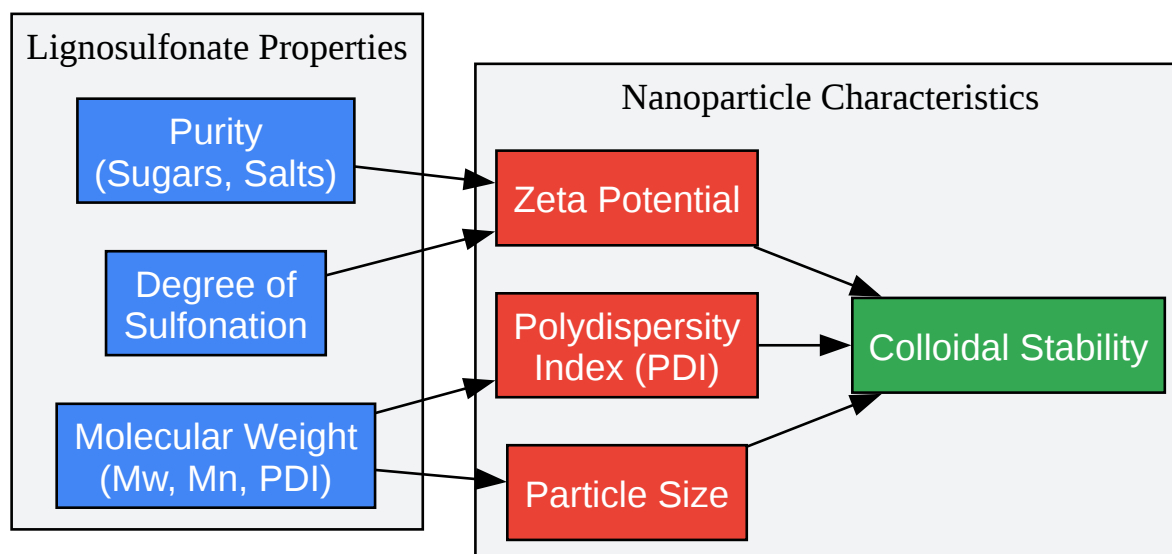 Lignosulfonate Properties
Purity
(Sugars, Salts)
Degree of
Sulfonation
Molecular Weight
(Mw, Mn, PDI)
Nanoparticle Characteristics
Zeta Potential
Polydispersity
Index (PDI)
Particle Size
Colloidal Stability